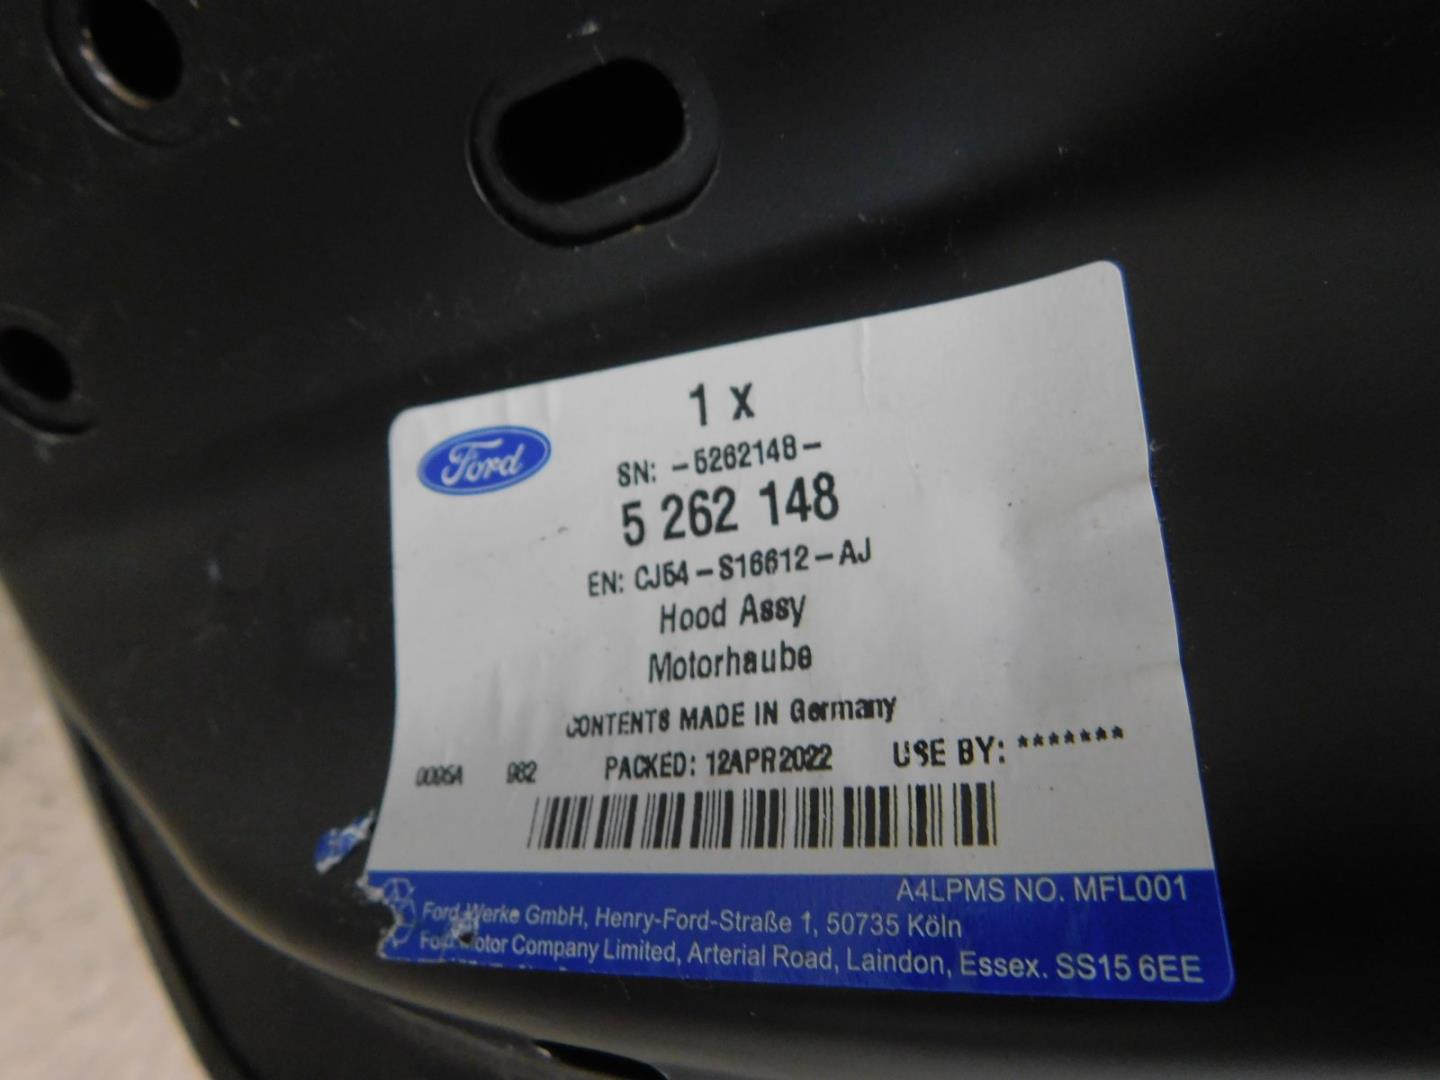 1 X
Ford
SN: -5262148-
5 262 148
EN: CJ54-S16612-AJ
Hood Assy
Motorhaube
CONTENTS MADE IN Germany
PACKED: 12APR2022 USE BY: *******
A4LPMS NO. MFL001
Ford-Werke GmbH, Henry-Ford-Straße 1, 50735 Köln
Ford Motor Company Limited, Arterial Road, Laindon, Essex. SS15 6EE